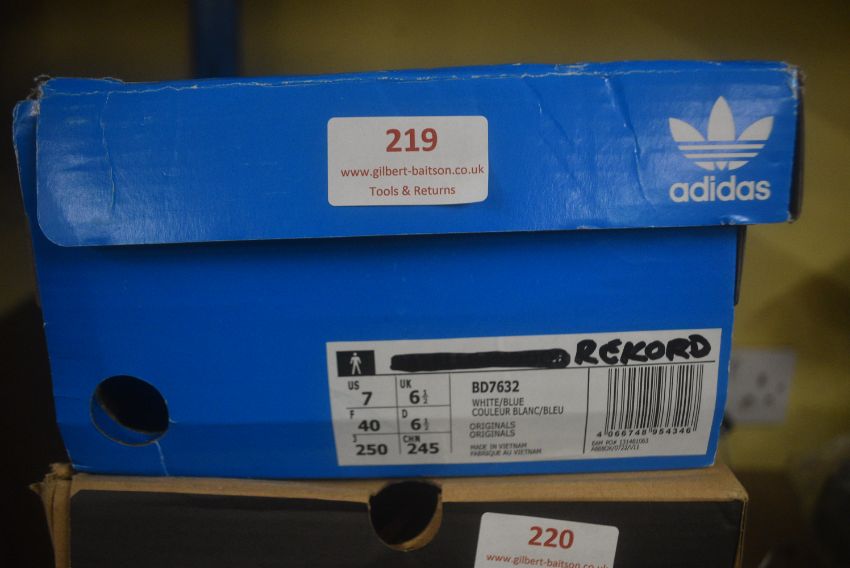 219
www.gilbert-baitson.co.uk
Tools & Returns
adidas
REKORD
US 7 UK 6½
F 40 D 6½
J 250 CHN 245
BD7632
WHITE/BLUE
COULEUR BLANC/BLEU
ORIGINALS
ORIGINALS
MADE IN VIETNAM
FABRIQUE AU VIETNAM
4 066748 954346
220
www.gilbert-baitson.co.uk